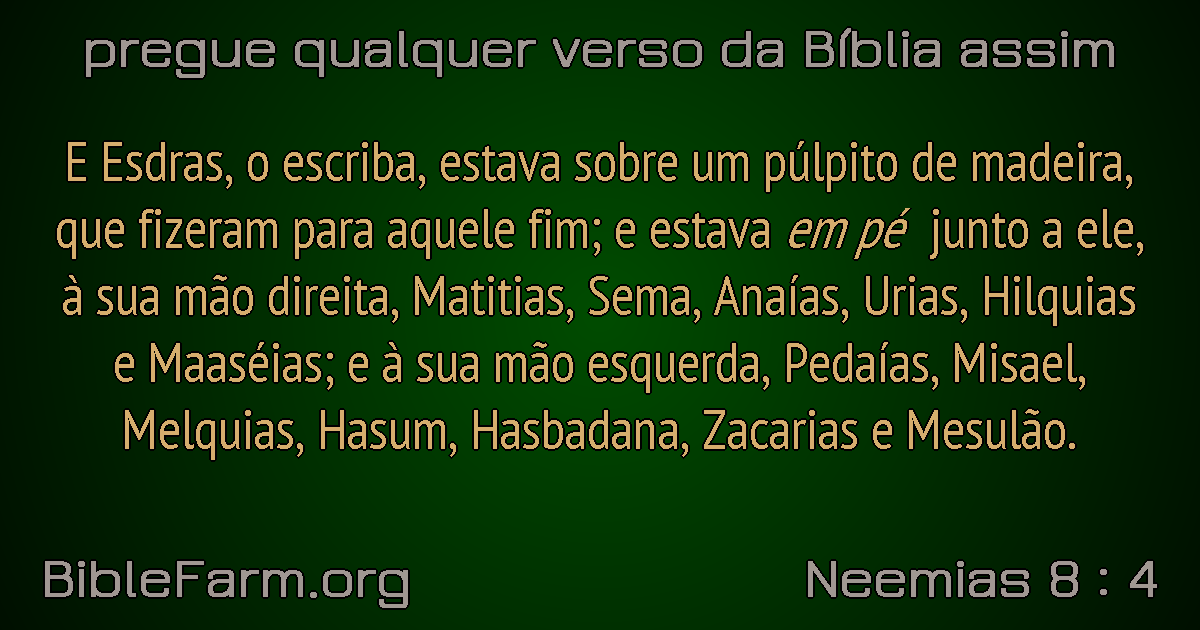 pregue qualquer verso da Bíblia assim
E Esdras, o escriba, estava sobre um púlpito de madeira,
que fizeram para aquele fim; e estava em pé junto a ele,
à sua mão direita, Matitias, Sema, Anaías, Urias, Hilquias
e Maaséias; e à sua mão esquerda, Pedaías, Misael,
Melquias, Hasum, Hasbadana, Zacarias e Mesulão.
BibleFarm.org
Neemias 8 : 4